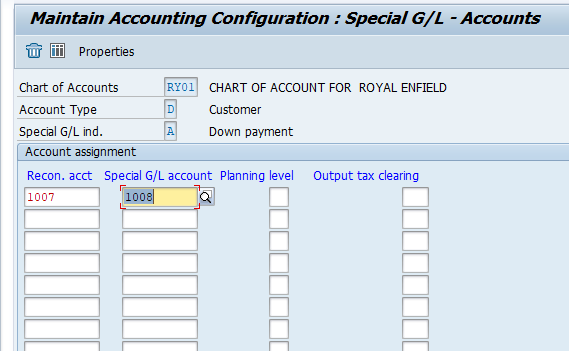 Maintain Accounting Configuration : Special G/L - Accounts
Properties
Chart of Accounts RY01 CHART OF ACCOUNT FOR ROYAL ENFIELD
Account Type D Customer
Special G/L ind. A Down payment
Account assignment
Recon. acct Special G/L account Planning level Output tax clearing
1007 1008